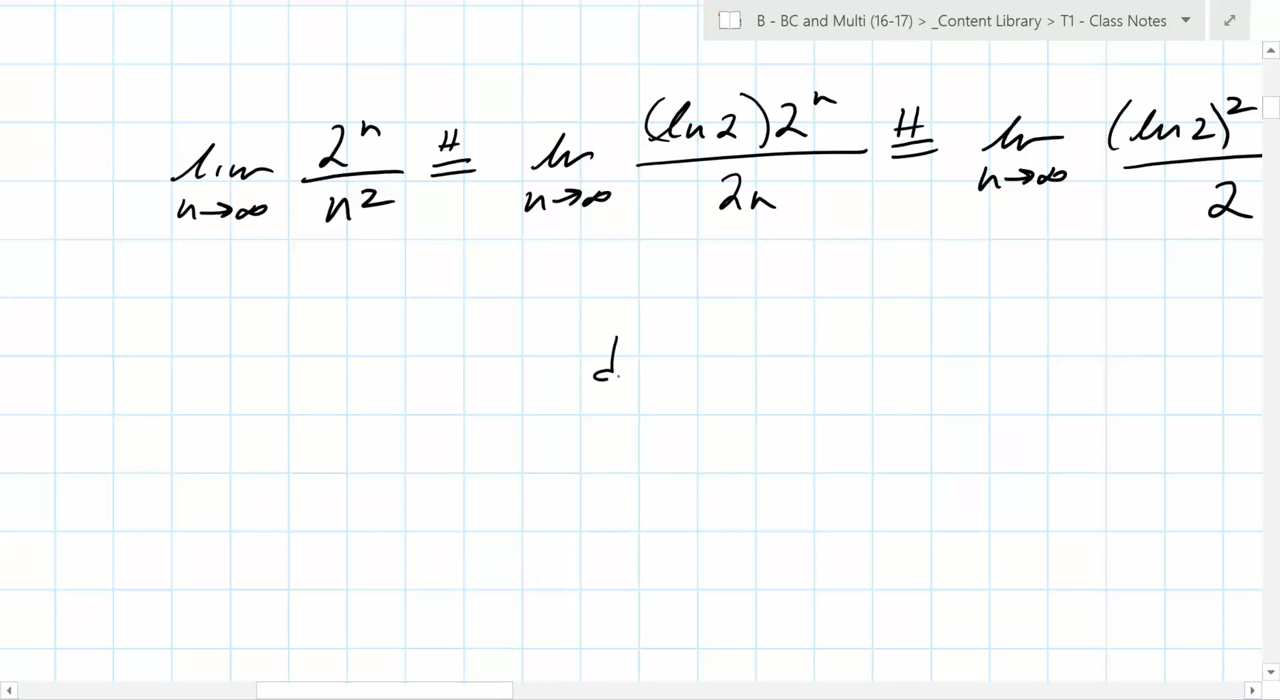 B - BC and Multi (16-17) > _Content Library > T1 - Class Notes
lim n→∞ 2^n / n^2 =^H lim n→∞ (ln 2) 2^n / 2n =^H lim n→∞ (ln 2)^2 / 2
d